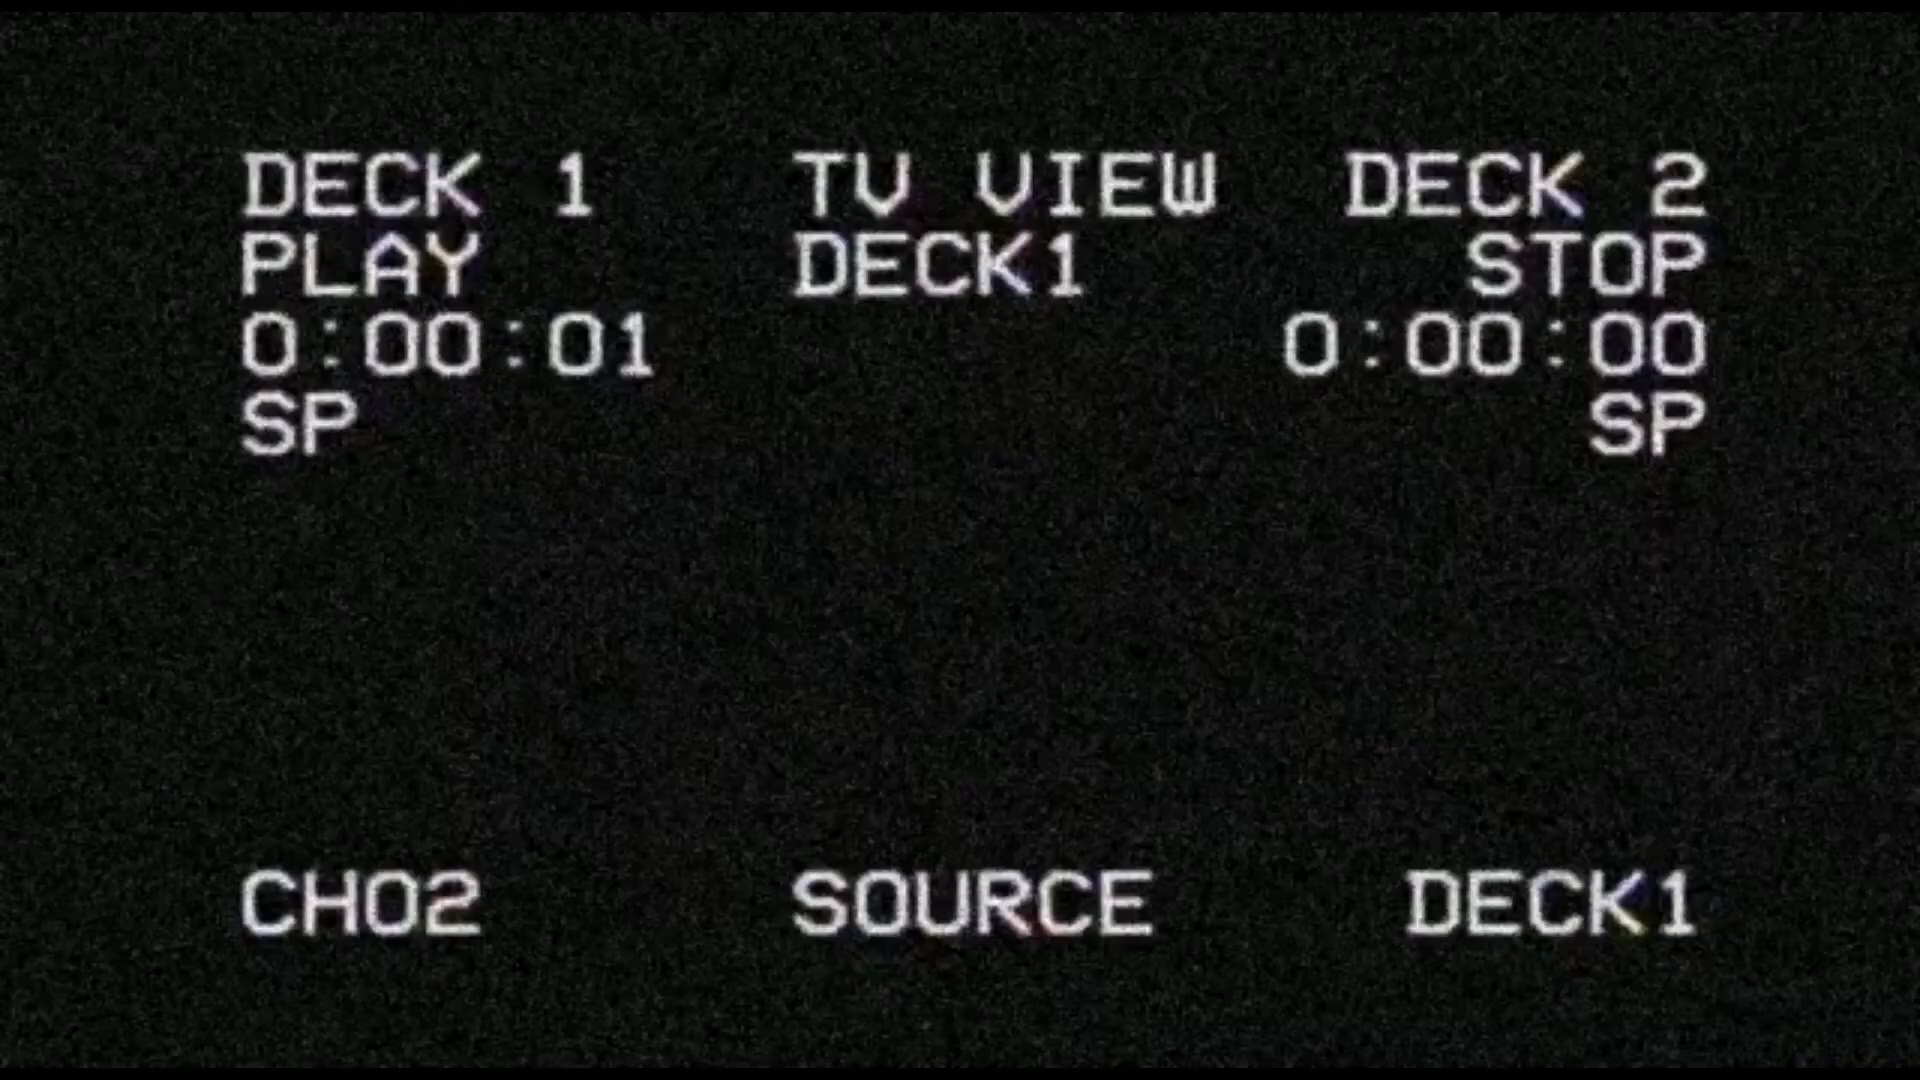 DECK 1 TV VIEW DECK 2
PLAY DECK1 STOP
0:00:01 0:00:00
SP SP
CH02 SOURCE DECK1